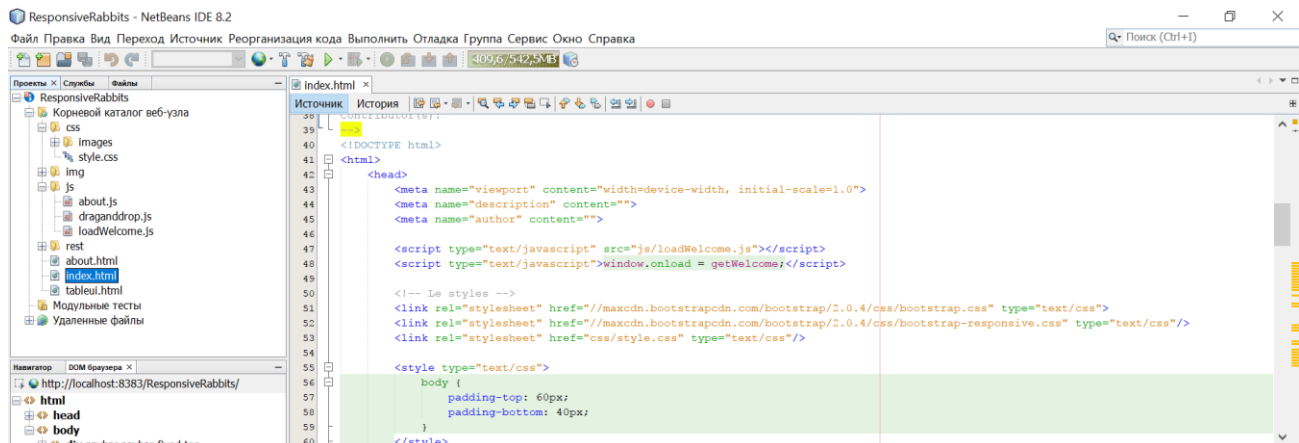 ResponsiveRabbits - NetBeans IDE 8.2
Файл Правка Вид Переход Источник Реорганизация кода Выполнить Отладка Группа Сервис Окно Справка
Поиск (Ctrl+I)
409,6/542,5MB
Проекты × Службы Файлы
ResponsiveRabbits
Корневой каталог веб-узла
css
images
style.css
img
js
about.js
draganddrop.js
loadWelcome.js
rest
about.html
index.html
tableui.html
Модульные тесты
Удаленные файлы
Навигатор DOM браузера ×
http://localhost:8383/ResponsiveRabbits/
html
head
body
index.html ×
Источник История
38 Contributor(s):
39 -->
40 <!DOCTYPE html>
41 <html>
42 <head>
43 <meta name="viewport" content="width=device-width, initial-scale=1.0">
44 <meta name="description" content="">
45 <meta name="author" content="">
46
47 <script type="text/javascript" src="js/loadWelcome.js"></script>
48 <script type="text/javascript">window.onload = getWelcome;</script>
49
50 <!-- Le styles -->
51 <link rel="stylesheet" href="//maxcdn.bootstrapcdn.com/bootstrap/2.0.4/css/bootstrap.css" type="text/css">
52 <link rel="stylesheet" href="//maxcdn.bootstrapcdn.com/bootstrap/2.0.4/css/bootstrap-responsive.css" type="text/css"/>
53 <link rel="stylesheet" href="css/style.css" type="text/css"/>
54
55 <style type="text/css">
56 body {
57 padding-top: 60px;
58 padding-bottom: 40px;
59 }
60 </style>